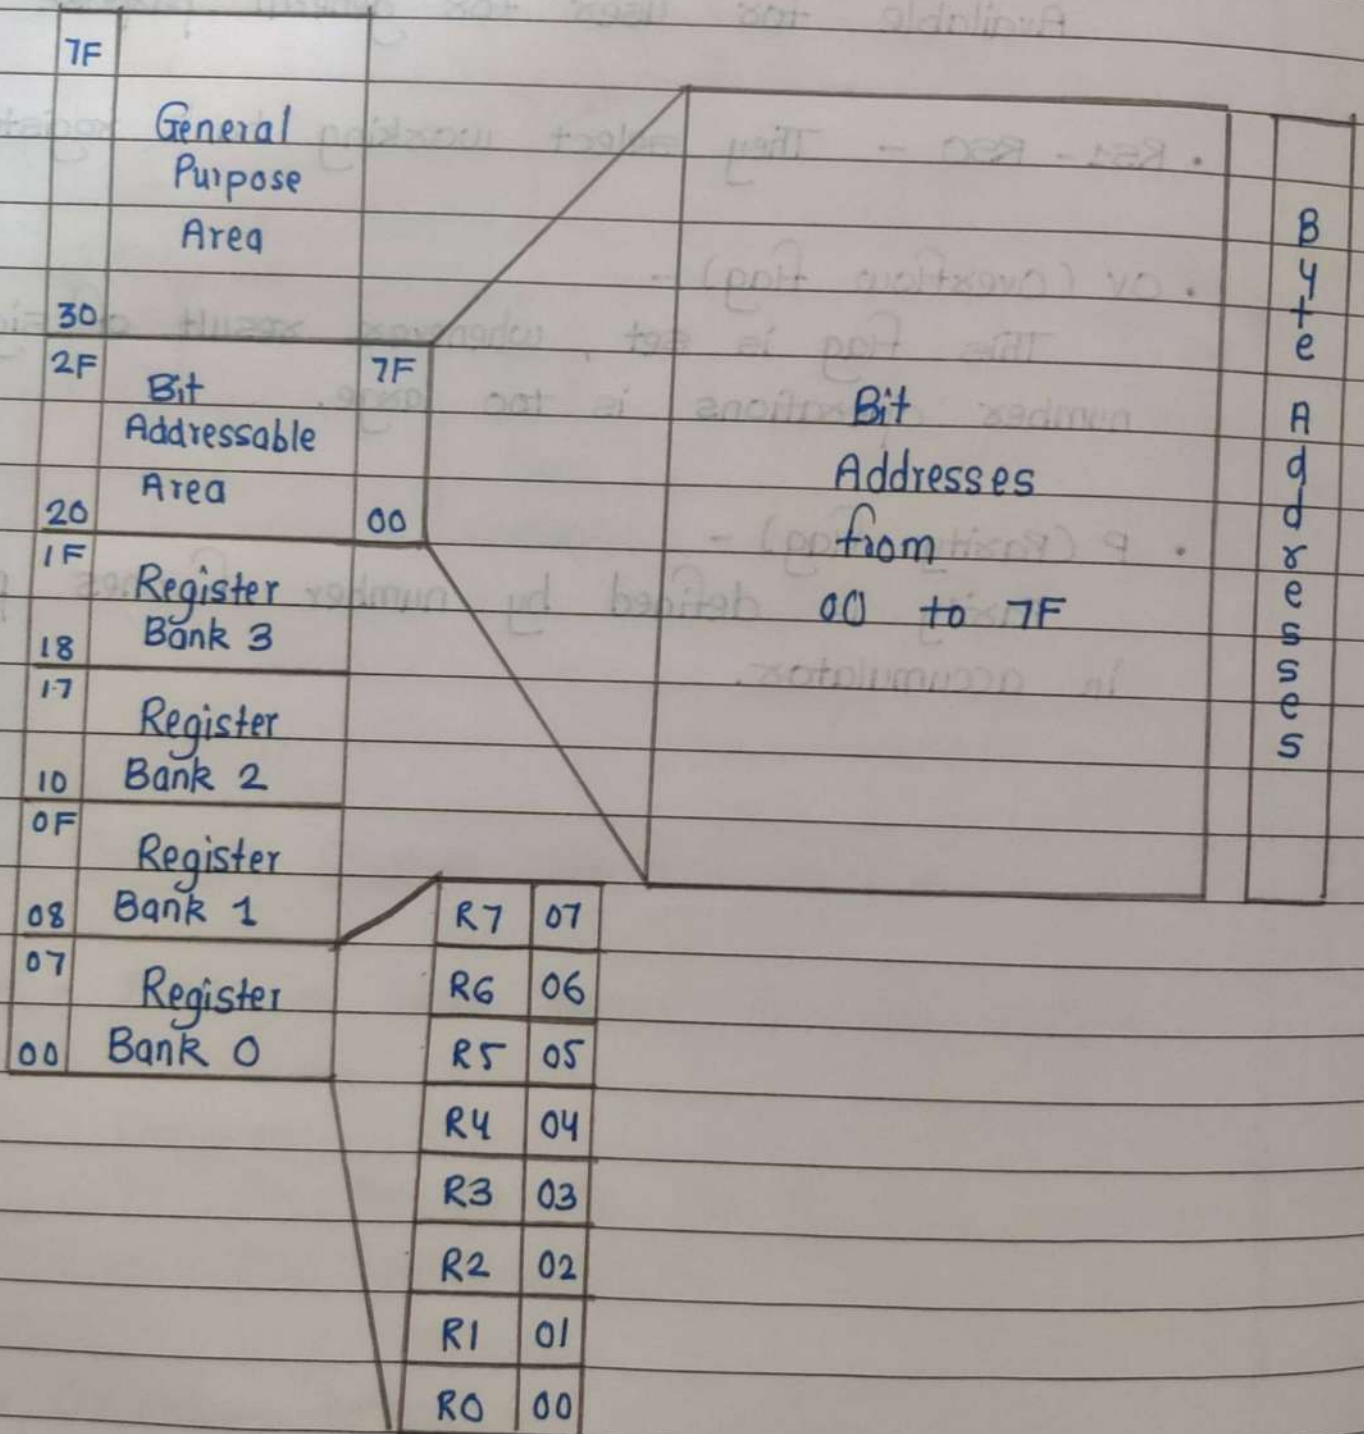 7F
General
Purpose
Area
30
2F
Bit
Addressable
Area
20
7F
00
1F
Register
Bank 3
18
17
Register
Bank 2
10
0F
Register
Bank 1
08
07
Register
Bank 0
00
R7 07
R6 06
R5 05
R4 04
R3 03
R2 02
R1 01
R0 00
Bit
Addresses
from
00 to 7F
Byte Addresses